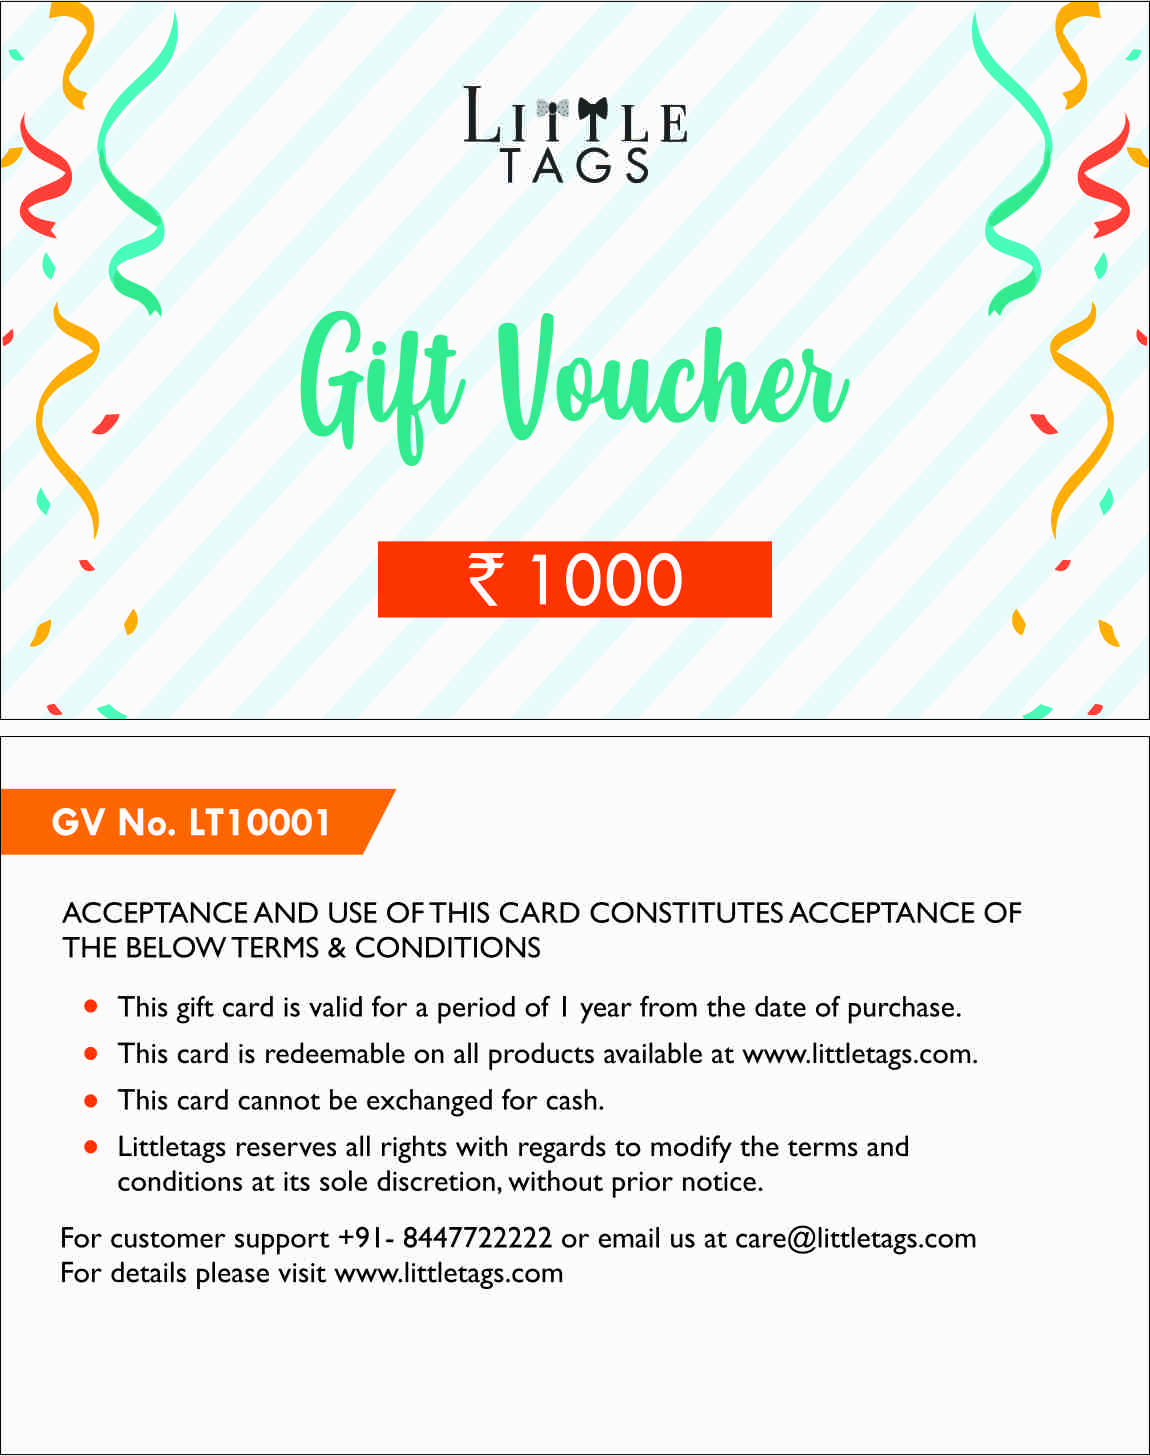 LITTLE
TAGS
Gift Voucher
₹ 1000
GV No. LT10001
ACCEPTANCE AND USE OF THIS CARD CONSTITUTES ACCEPTANCE OF
THE BELOW TERMS & CONDITIONS
● This gift card is valid for a period of 1 year from the date of purchase.
● This card is redeemable on all products available at www.littletags.com.
● This card cannot be exchanged for cash.
● Littletags reserves all rights with regards to modify the terms and
conditions at its sole discretion, without prior notice.
For customer support +91- 8447722222 or email us at care@littletags.com
For details please visit www.littletags.com